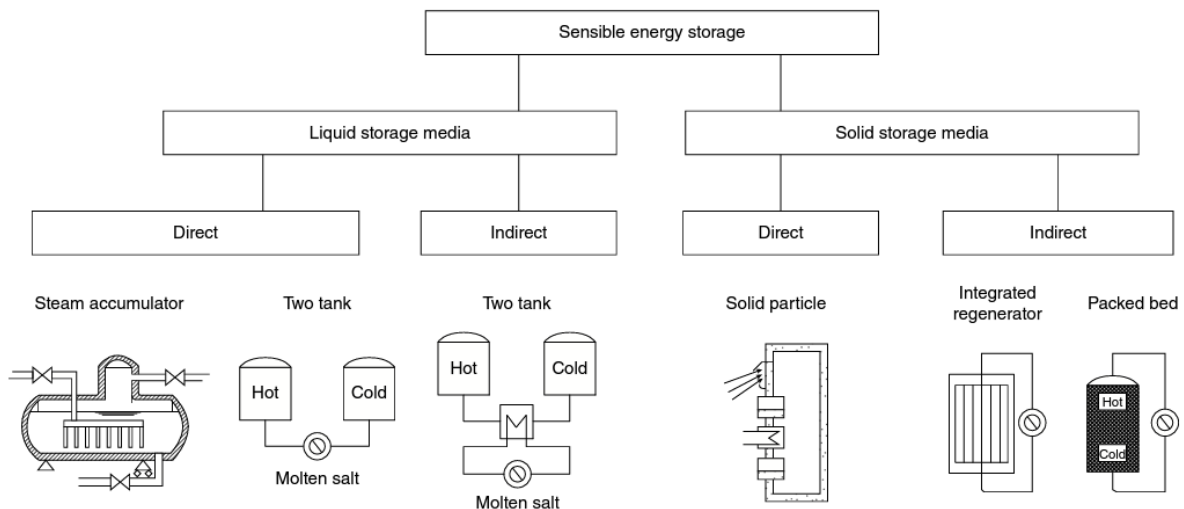 Sensible energy storage
Liquid storage media
Solid storage media
Direct
Indirect
Direct
Indirect
Steam accumulator
Two tank
Two tank
Solid particle
Integrated
regenerator
Packed bed
Hot
Cold
Molten salt
Hot
Cold
Molten salt
Hot
Cold